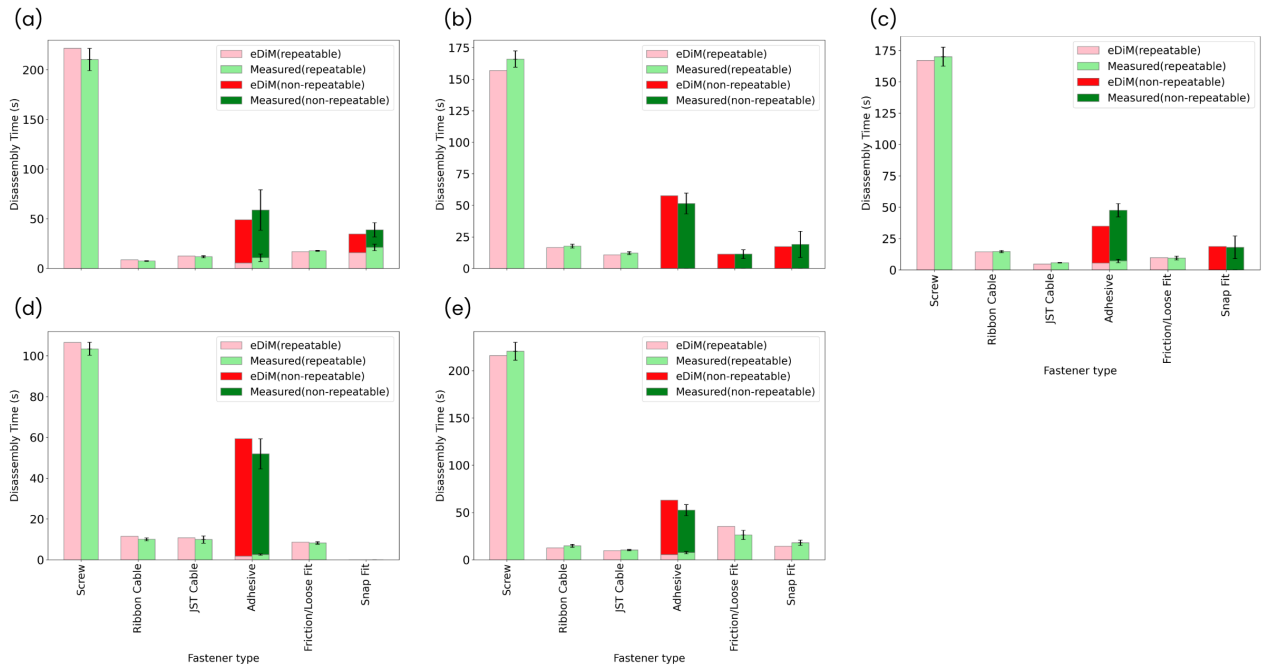 (a)
Disassembly Time (s)
200
150
100
50
0
eDiM(repeatable)
Measured(repeatable)
eDiM(non-repeatable)
Measured(non-repeatable)
(b)
Disassembly Time (s)
175
150
125
100
75
50
25
0
eDiM(repeatable)
Measured(repeatable)
eDiM(non-repeatable)
Measured(non-repeatable)
(c)
Disassembly Time (s)
175
150
125
100
75
50
25
0
eDiM(repeatable)
Measured(repeatable)
eDiM(non-repeatable)
Measured(non-repeatable)
Screw
Ribbon Cable
JST Cable
Adhesive
Friction/Loose Fit
Snap Fit
Fastener type
(d)
Disassembly Time (s)
100
80
60
40
20
0
eDiM(repeatable)
Measured(repeatable)
eDiM(non-repeatable)
Measured(non-repeatable)
Screw
Ribbon Cable
JST Cable
Adhesive
Friction/Loose Fit
Snap Fit
Fastener type
(e)
Disassembly Time (s)
200
150
100
50
0
eDiM(repeatable)
Measured(repeatable)
eDiM(non-repeatable)
Measured(non-repeatable)
Screw
Ribbon Cable
JST Cable
Adhesive
Friction/Loose Fit
Snap Fit
Fastener type